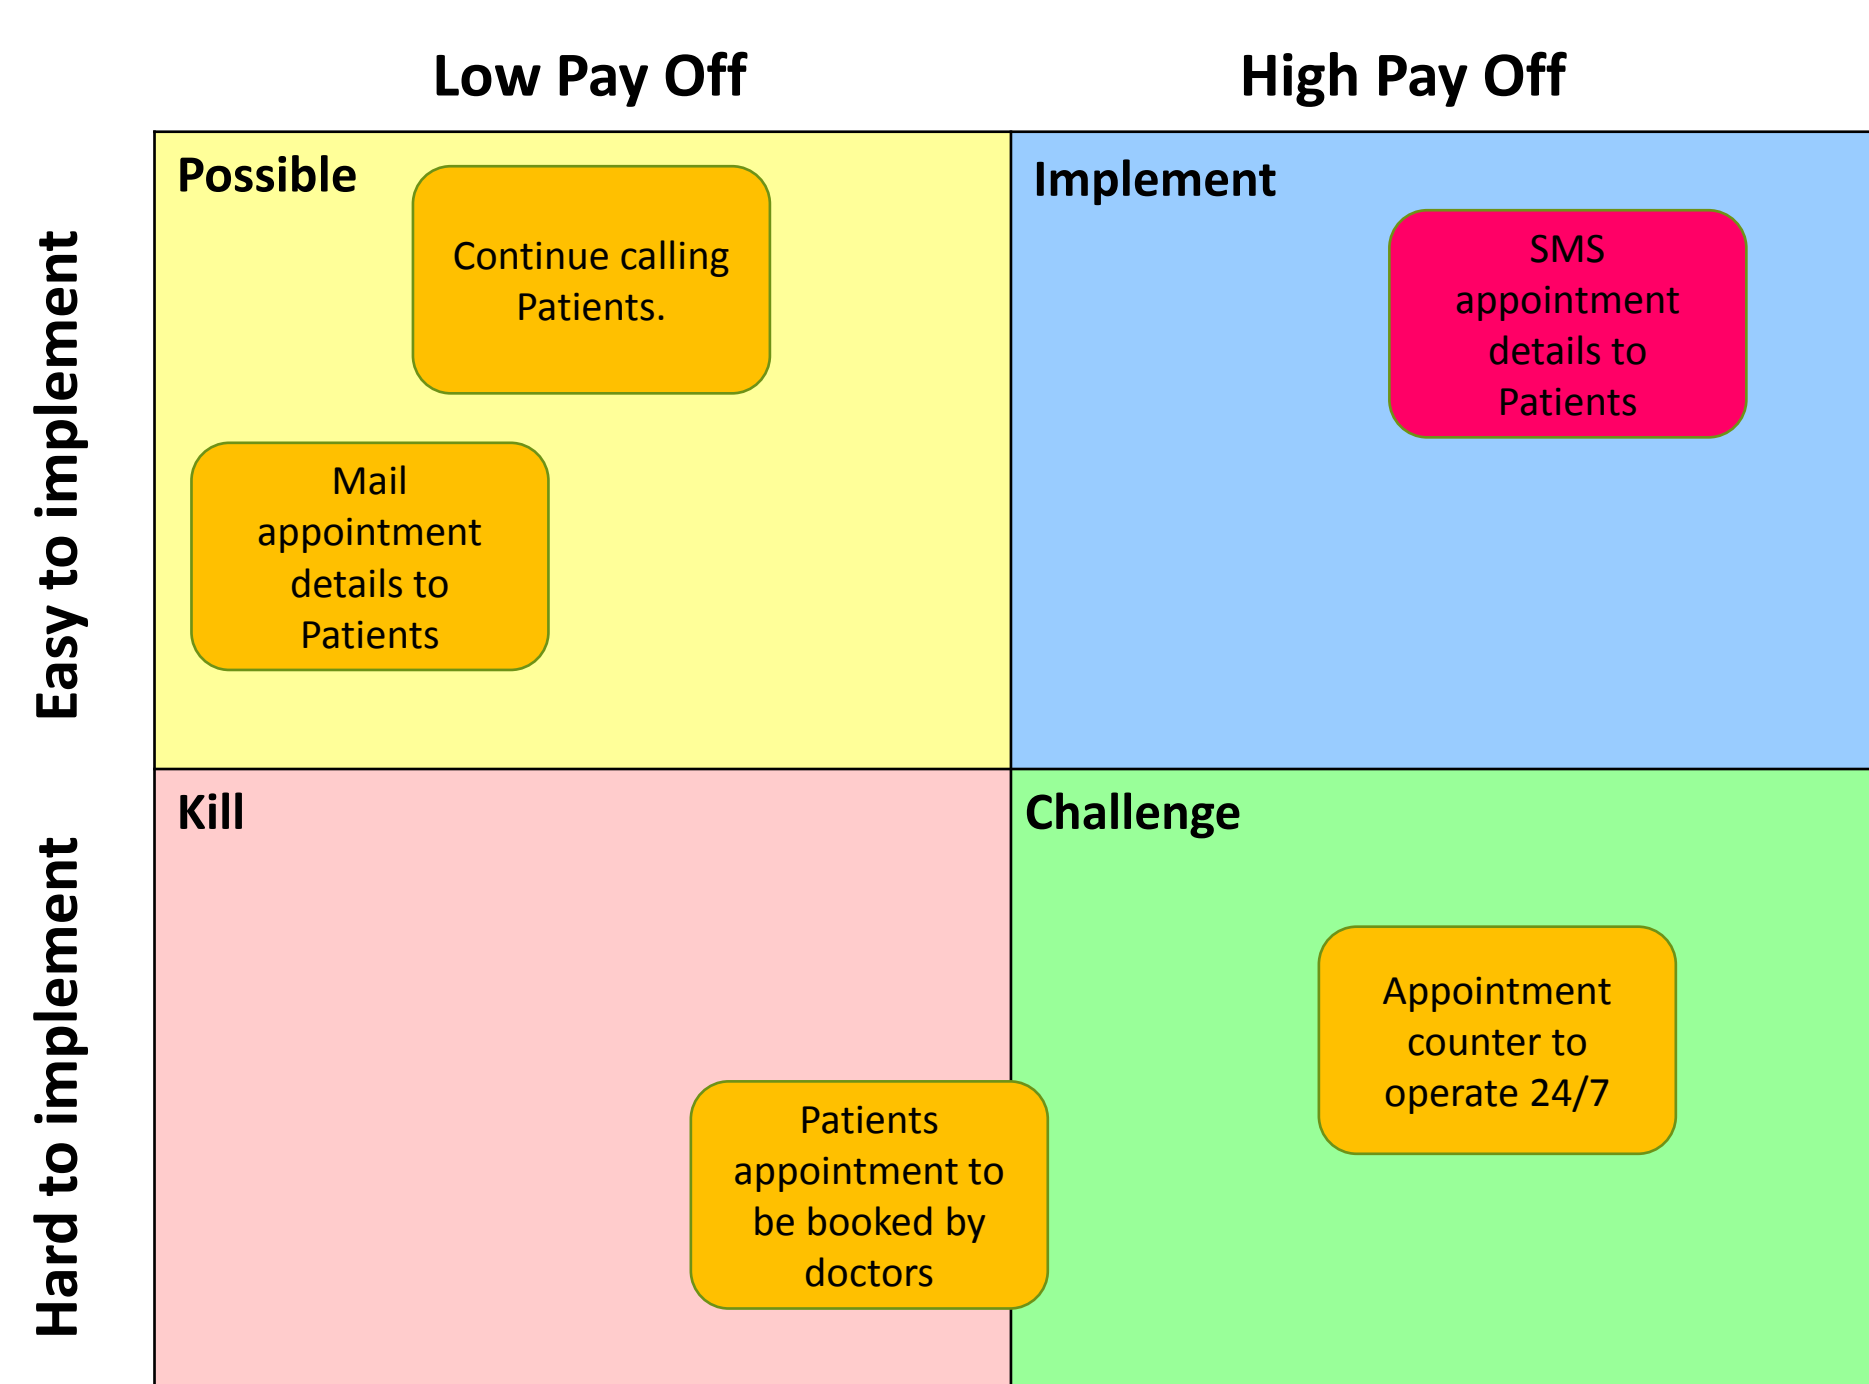 Low Pay Off
High Pay Off
Easy to implement
Possible
Continue calling
Patients.
Mail
appointment
details to
Patients
Implement
SMS
appointment
details to
Patients
Hard to implement
Kill
Patients
appointment to
be booked by
doctors
Challenge
Appointment
counter to
operate 24/7